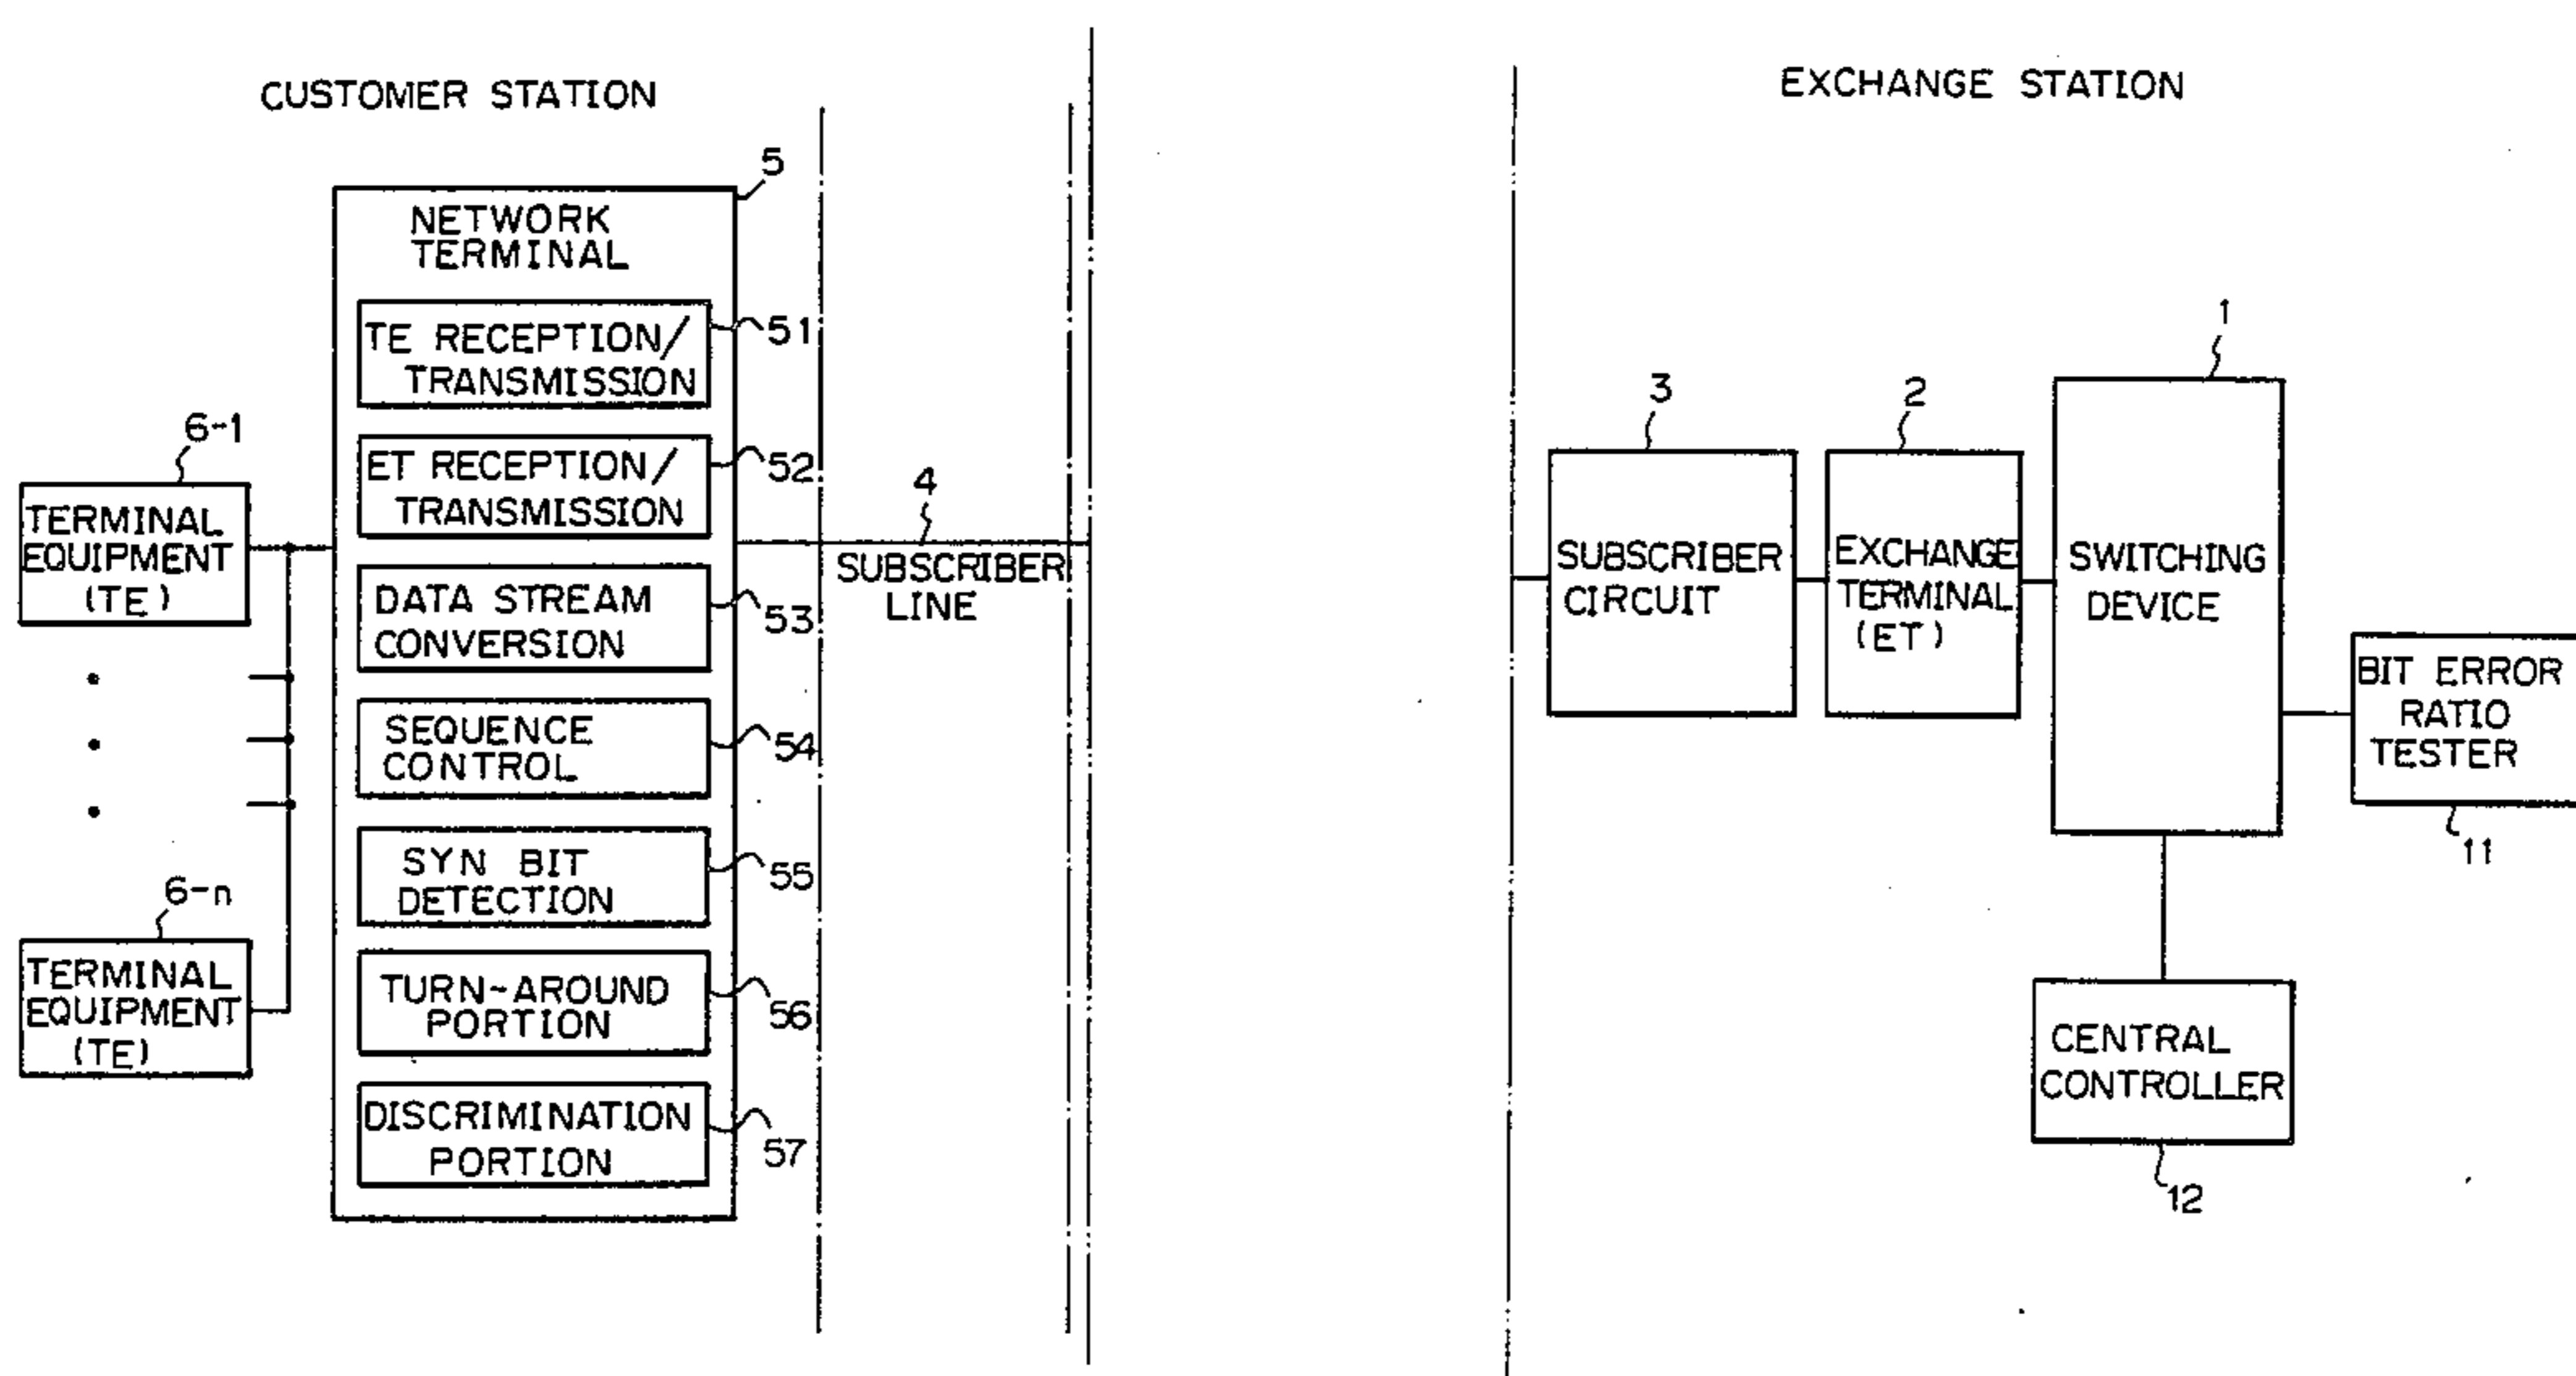 CUSTOMER STATION
EXCHANGE STATION
5
NETWORK
TERMINAL
TE RECEPTION/
TRANSMISSION
51
ET RECEPTION/
TRANSMISSION
52
DATA STREAM
CONVERSION
53
SEQUENCE
CONTROL
54
SYN BIT
DETECTION
55
TURN-AROUND
PORTION
56
DISCRIMINATION
PORTION
57
6-1
TERMINAL
EQUIPMENT
(TE)
6-n
TERMINAL
EQUIPMENT
(TE)
4
SUBSCRIBER
LINE
3
SUBSCRIBER
CIRCUIT
2
EXCHANGE
TERMINAL
(ET)
1
SWITCHING
DEVICE
BIT ERROR
RATIO
TESTER
11
CENTRAL
CONTROLLER
12